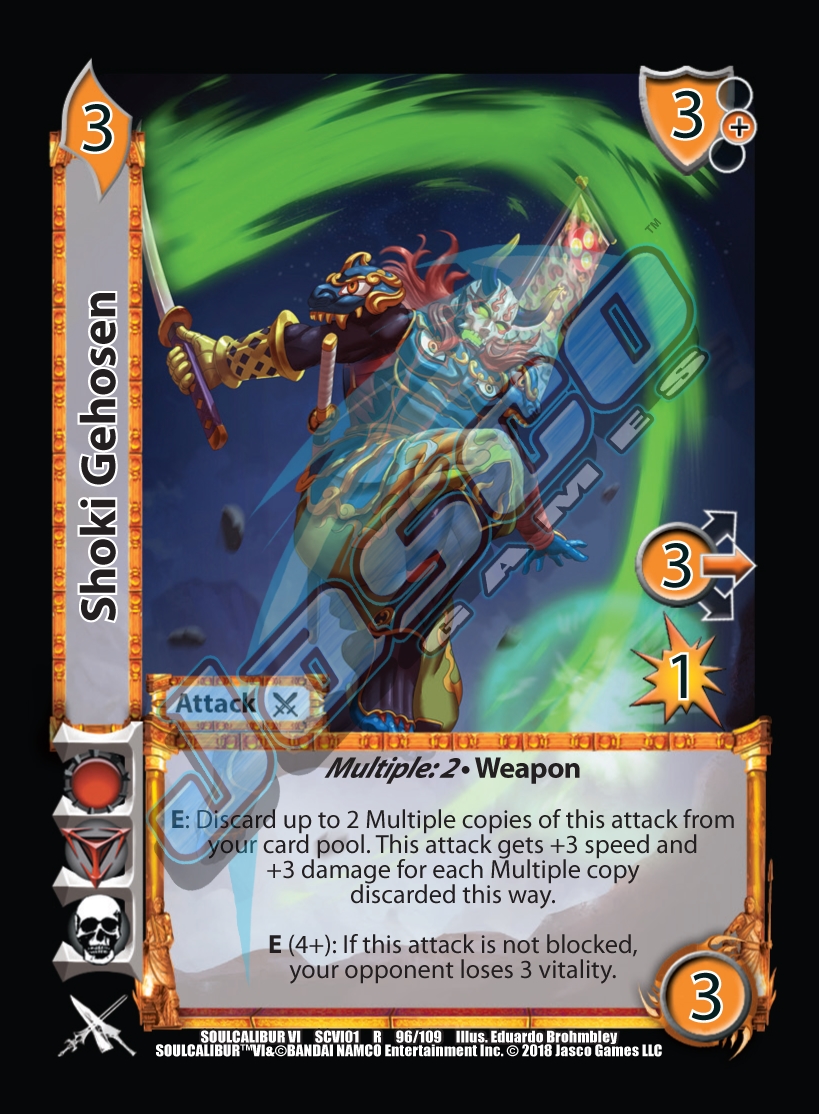 3
3
+
™
Shoki Gehosen
JASCO
GAMES
3
1
Attack
Multiple: 2 • Weapon
E: Discard up to 2 Multiple copies of this attack from
your card pool. This attack gets +3 speed and
+3 damage for each Multiple copy
discarded this way.
E (4+): If this attack is not blocked,
your opponent loses 3 vitality.
3
SOULCALIBUR VI SCVI01 R 96/109 Illus. Eduardo Brohmbley
SOULCALIBUR™VI&©BANDAI NAMCO Entertainment Inc. © 2018 Jasco Games LLC